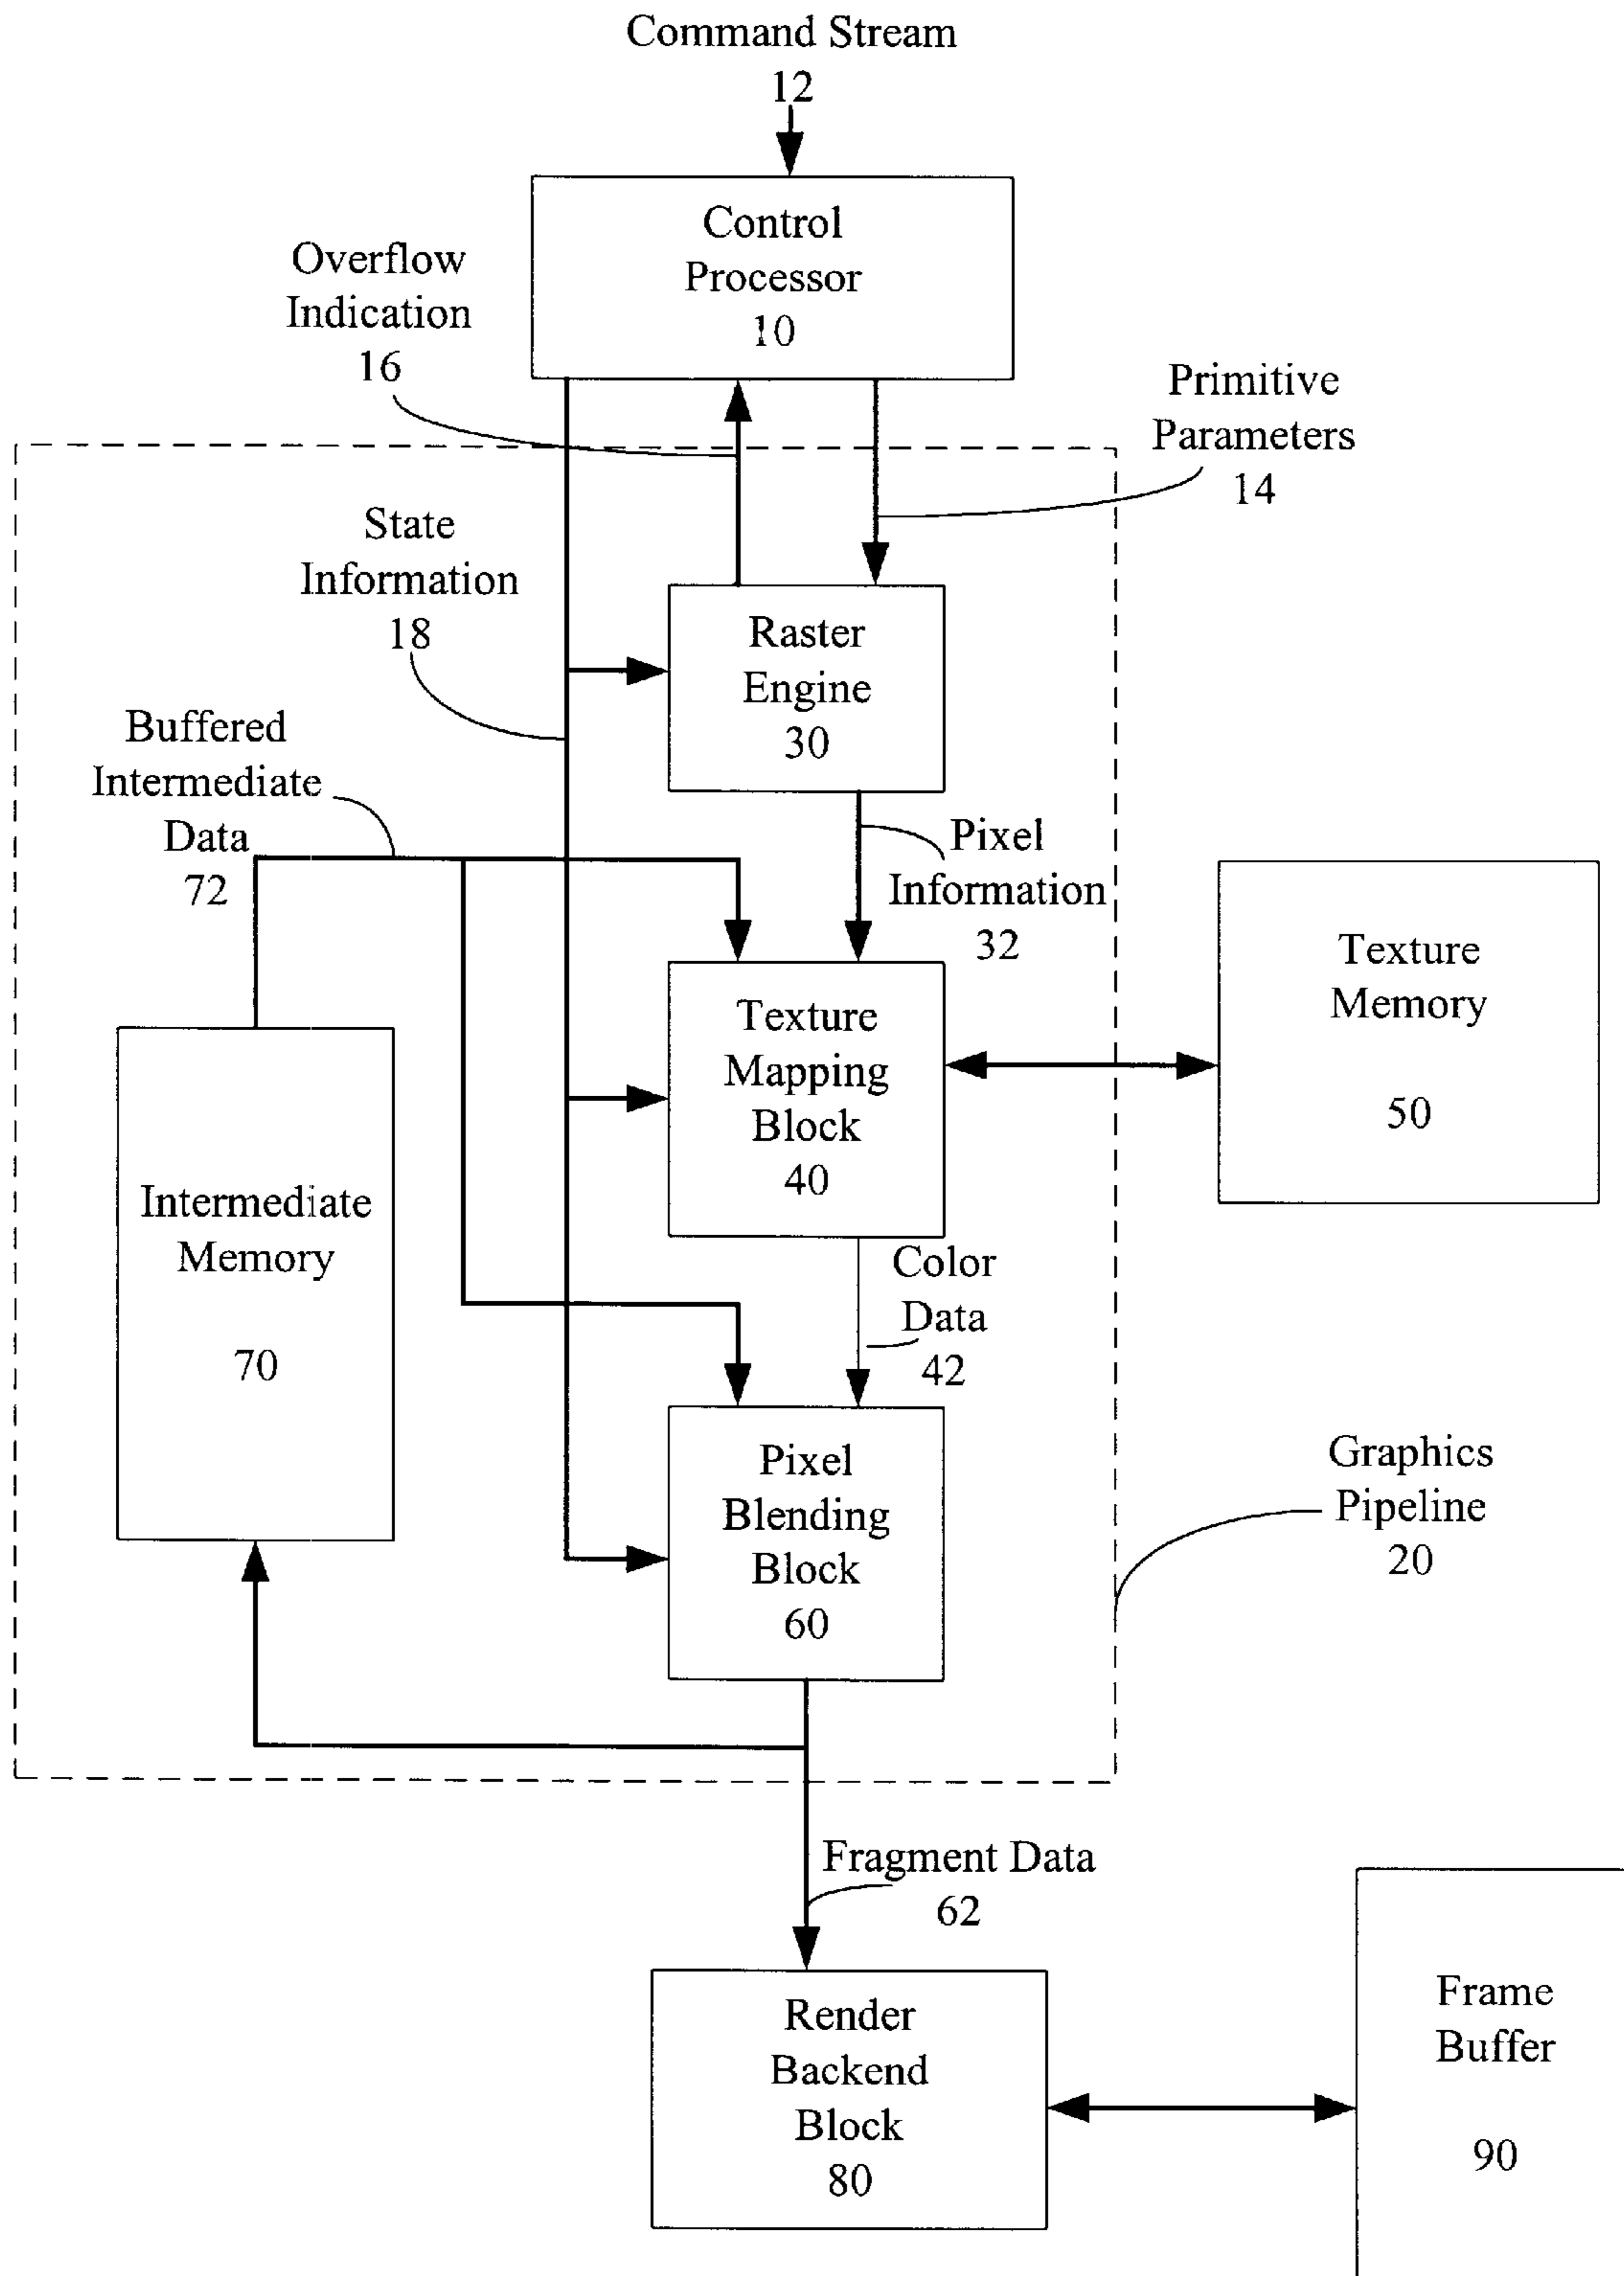 Command Stream
12
Control
Processor
10
Overflow
Indication
16
Primitive
Parameters
14
State
Information
18
Raster
Engine
30
Buffered
Intermediate
Data
72
Pixel
Information
32
Texture
Memory
50
Texture
Mapping
Block
40
Intermediate
Memory
70
Color
Data
42
Pixel
Blending
Block
60
Graphics
Pipeline
20
Fragment Data
62
Render
Backend
Block
80
Frame
Buffer
90